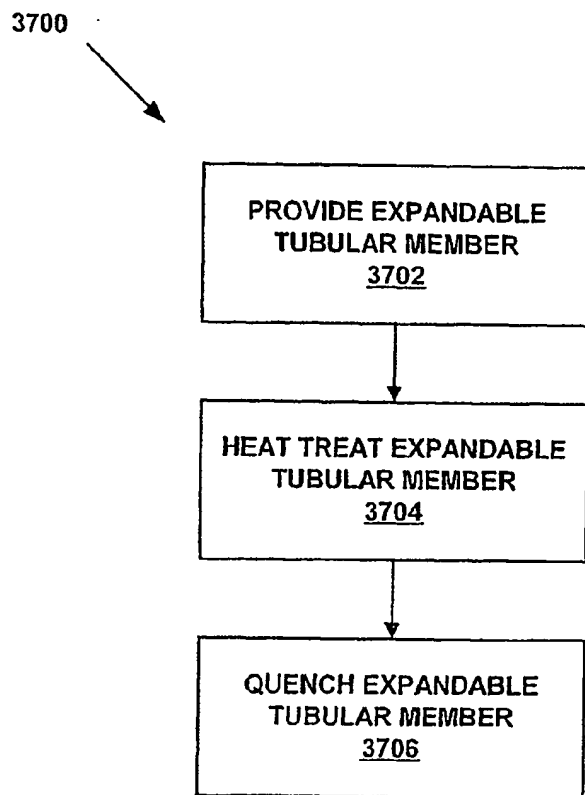 3700
PROVIDE EXPANDABLE
TUBULAR MEMBER
3702
HEAT TREAT EXPANDABLE
TUBULAR MEMBER
3704
QUENCH EXPANDABLE
TUBULAR MEMBER
3706